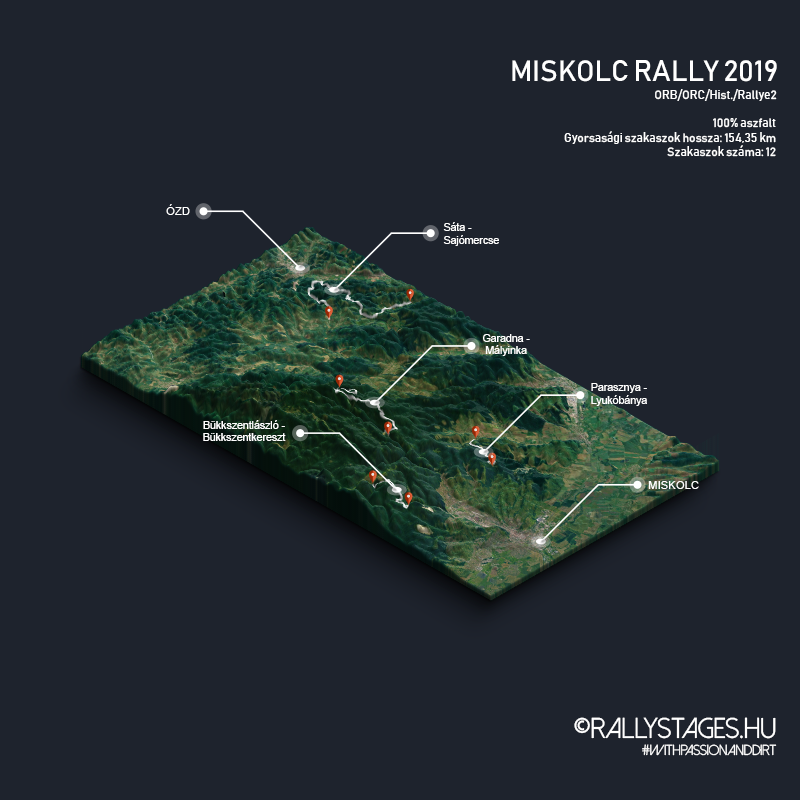 MISKOLC RALLY 2019
ORB/ORC/Hist./Rallye2
100% aszfalt
Gyorsasági szakaszok hossza: 154,35 km
Szakaszok száma: 12
ÓZD
Sáta -
Sajómercse
Garadna -
Mályinka
Parasznya -
Lyukóbánya
Bükkszentlászló -
Bükkszentkereszt
MISKOLC
©RALLYSTAGES.HU
#WITHPASSIONANDDIRT